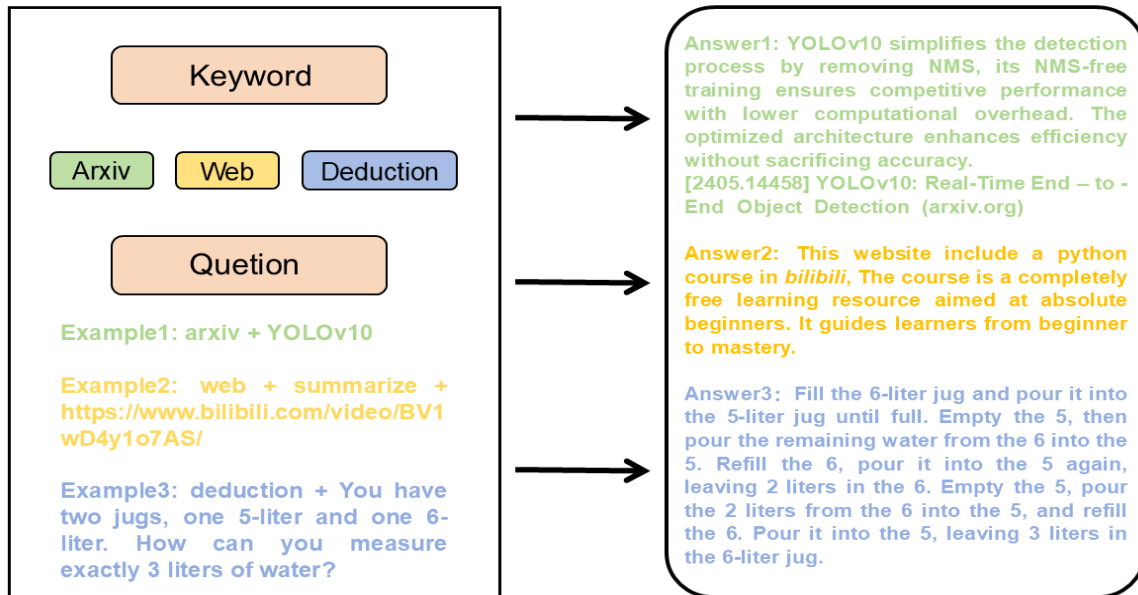 Keyword
Arxiv
Web
Deduction
Quetion
Example1: arxiv + YOLOv10
Example2: web + summarize +
https://www.bilibili.com/video/BV1
wD4y1o7AS/
Example3: deduction + You have
two jugs, one 5-liter and one 6-
liter. How can you measure
exactly 3 liters of water?
Answer1: YOLOv10 simplifies the detection
process by removing NMS, its NMS-free
training ensures competitive performance
with lower computational overhead. The
optimized architecture enhances efficiency
without sacrificing accuracy.
[2405.14458] YOLOv10: Real-Time End – to -
End Object Detection (arxiv.org)
Answer2: This website include a python
course in bilibili, The course is a completely
free learning resource aimed at absolute
beginners. It guides learners from beginner
to mastery.
Answer3: Fill the 6-liter jug and pour it into
the 5-liter jug until full. Empty the 5, then
pour the remaining water from the 6 into the
5. Refill the 6, pour it into the 5 again,
leaving 2 liters in the 6. Empty the 5, pour
the 2 liters from the 6 into the 5, and refill
the 6. Pour it into the 5, leaving 3 liters in
the 6-liter jug.